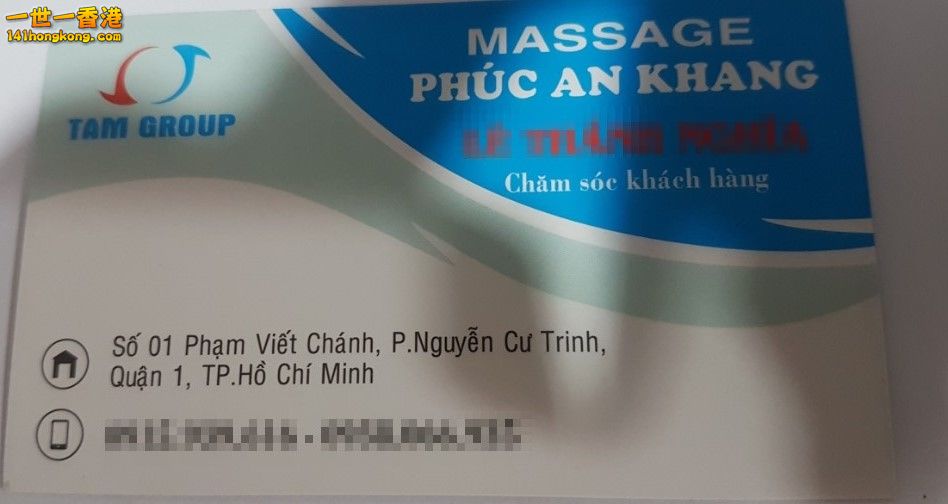 一世一香港
141hongkong.com
TAM GROUP
MASSAGE
PHÚC AN KHANG
Chăm sóc khách hàng
Số 01 Phạm Viết Chánh, P.Nguyễn Cư Trinh,
Quận 1, TP.Hồ Chí Minh